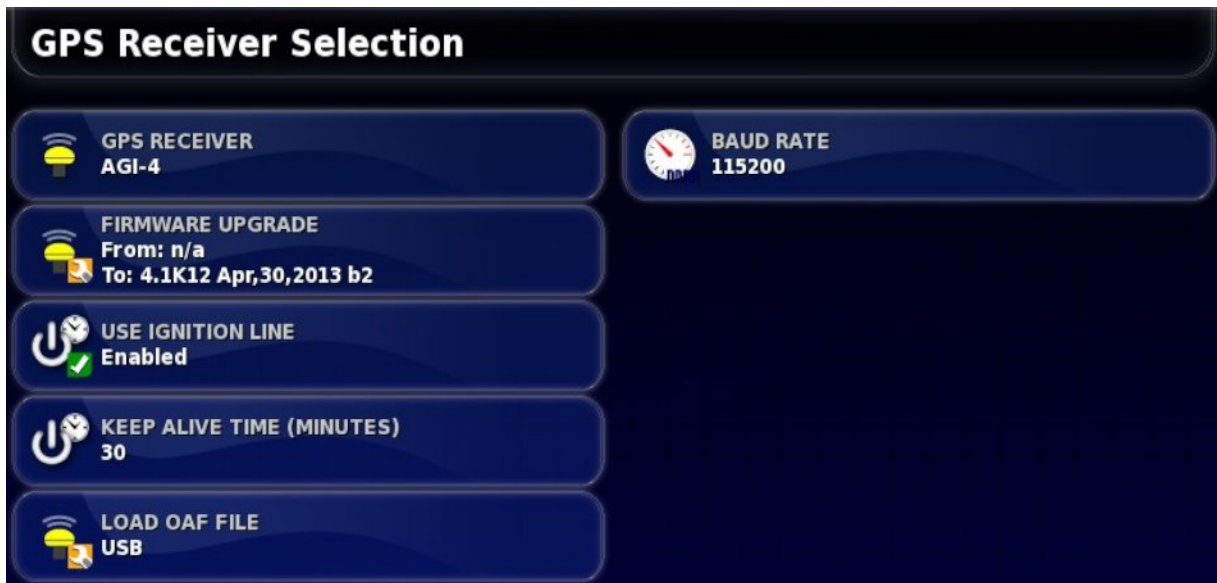 GPS Receiver Selection
GPS RECEIVER
AGI-4
FIRMWARE UPGRADE
From: n/a
To: 4.1K12 Apr,30,2013 b2
USE IGNITION LINE
Enabled
KEEP ALIVE TIME (MINUTES)
30
LOAD OAF FILE
USB
BAUD RATE
115200